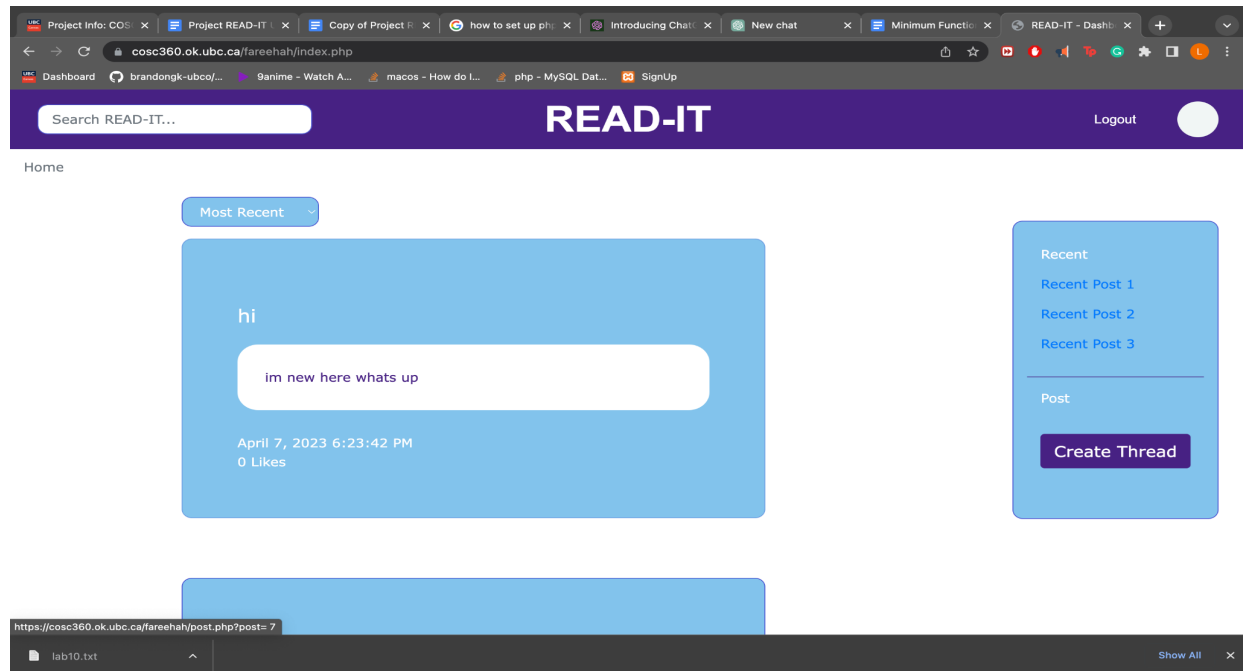 Project Info: COS
Project READ-IT U
Copy of Project R
how to set up php
Introducing ChatG
New chat
Minimum Functio
READ-IT - Dashb
cosc360.ok.ubc.ca/fareehah/index.php
Dashboard
brandongk-ubco/...
9anime - Watch A...
macos - How do I...
php - MySQL Dat...
SignUp
Search READ-IT...
READ-IT
Logout
Home
Most Recent
hi
im new here whats up
April 7, 2023 6:23:42 PM
0 Likes
Recent
Recent Post 1
Recent Post 2
Recent Post 3
Post
Create Thread
https://cosc360.ok.ubc.ca/fareehah/post.php?post= 7
lab10.txt
Show All